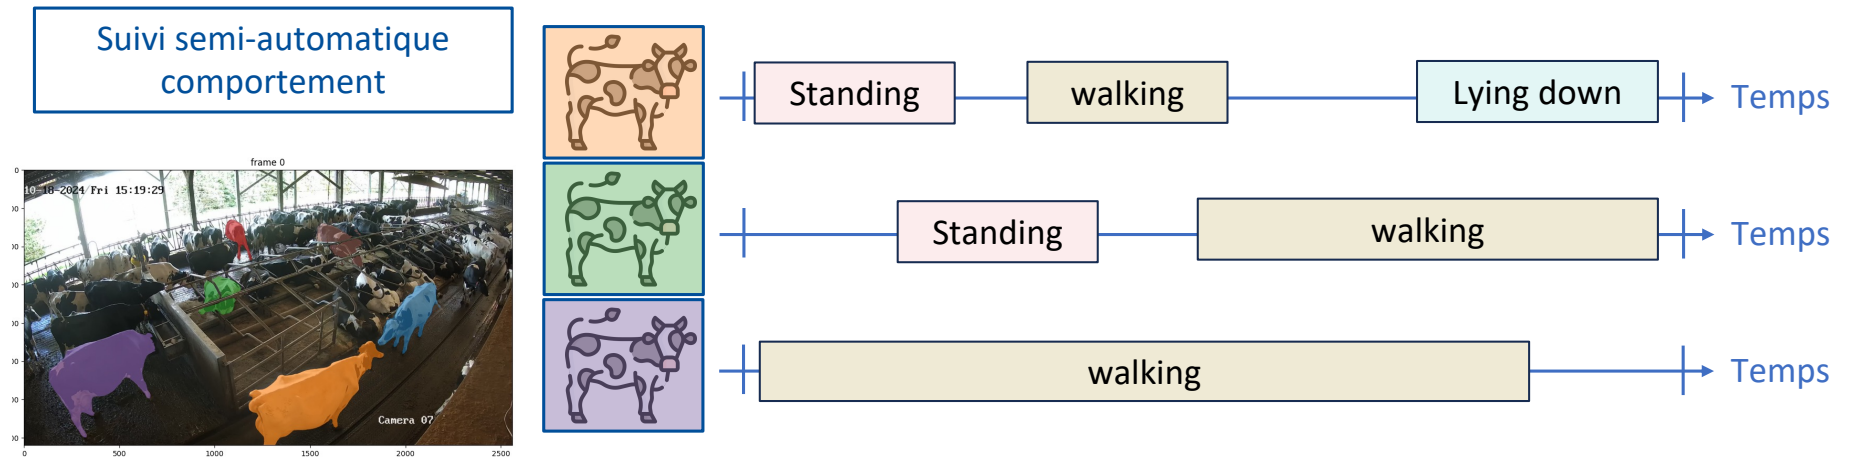 Suivi semi-automatique
comportement
Standing
walking
Lying down
Temps
Standing
walking
Temps
walking
Temps
frame 0
10-18-2024 Fri 15:19:29
Camera 07
0
0 500 1000 1500 2000 2500